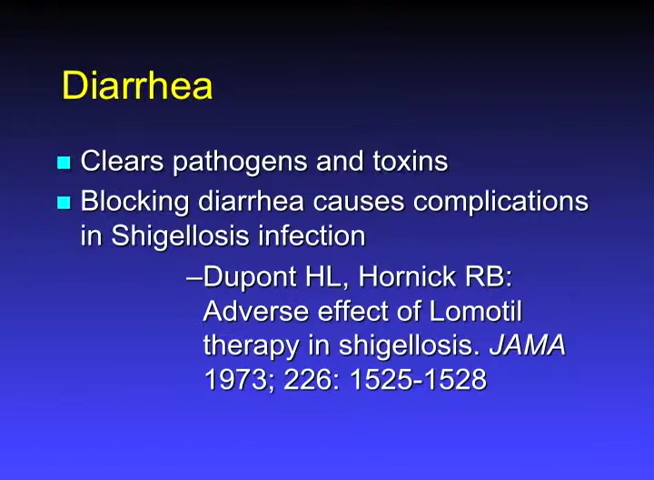 Diarrhea
Clears pathogens and toxins
Blocking diarrhea causes complications
in Shigellosis infection
–Dupont HL, Hornick RB:
Adverse effect of Lomotil
therapy in shigellosis. JAMA
1973; 226: 1525-1528